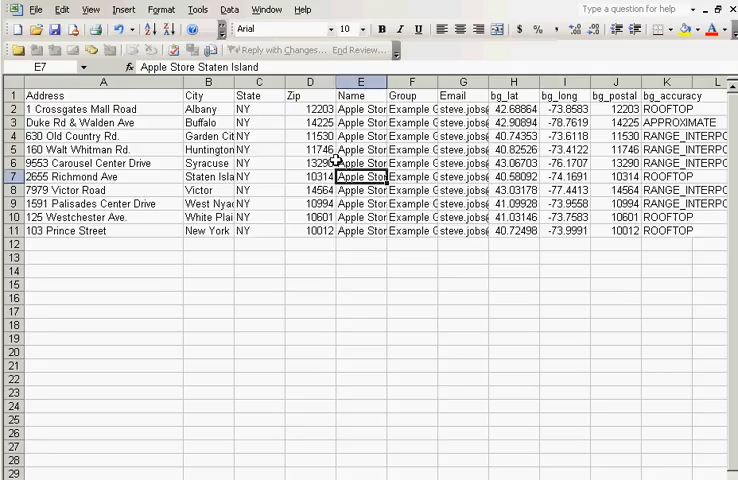 File Edit View Insert Format Tools Data Window Help Type a question for help
Arial 10 B I U $ % ,
Reply with Changes... End Review...
E7 fx Apple Store Staten Island
A B C D E F G H I J K L
1 Address City State Zip Name Group Email bg_lat bg_long bg_postal bg_accuracy
2 1 Crossgates Mall Road Albany NY 12203 Apple Stor Example G steve.jobs@ 42.68864 -73.8583 12203 ROOFTOP
3 Duke Rd & Walden Ave Buffalo NY 14225 Apple Stor Example G steve.jobs@ 42.90894 -78.7619 14225 APPROXIMATE
4 630 Old Country Rd. Garden Cit NY 11530 Apple Stor Example G steve.jobs@ 40.74353 -73.6118 11530 RANGE_INTERPO
5 160 Walt Whitman Rd. Huntington NY 11746 Apple Stor Example G steve.jobs@ 40.82526 -73.4122 11746 RANGE_INTERPO
6 9553 Carousel Center Drive Syracuse NY 13290 Apple Stor Example G steve.jobs@ 43.06703 -76.1707 13290 RANGE_INTERPO
7 2655 Richmond Ave Staten Isla NY 10314 Apple Stor Example G steve.jobs@ 40.58092 -74.1691 10314 ROOFTOP
8 7979 Victor Road Victor NY 14564 Apple Stor Example G steve.jobs@ 43.03178 -77.4413 14564 RANGE_INTERPO
9 1591 Palisades Center Drive West Nyac NY 10994 Apple Stor Example G steve.jobs@ 41.09928 -73.9558 10994 RANGE_INTERPO
10 125 Westchester Ave. White Plai NY 10601 Apple Stor Example G steve.jobs@ 41.03146 -73.7583 10601 ROOFTOP
11 103 Prince Street New York NY 10012 Apple Stor Example G steve.jobs@ 40.72498 -73.9991 10012 ROOFTOP
12
13
14
15
16
17
18
19
20
21
22
23
24
25
26
27
28
29